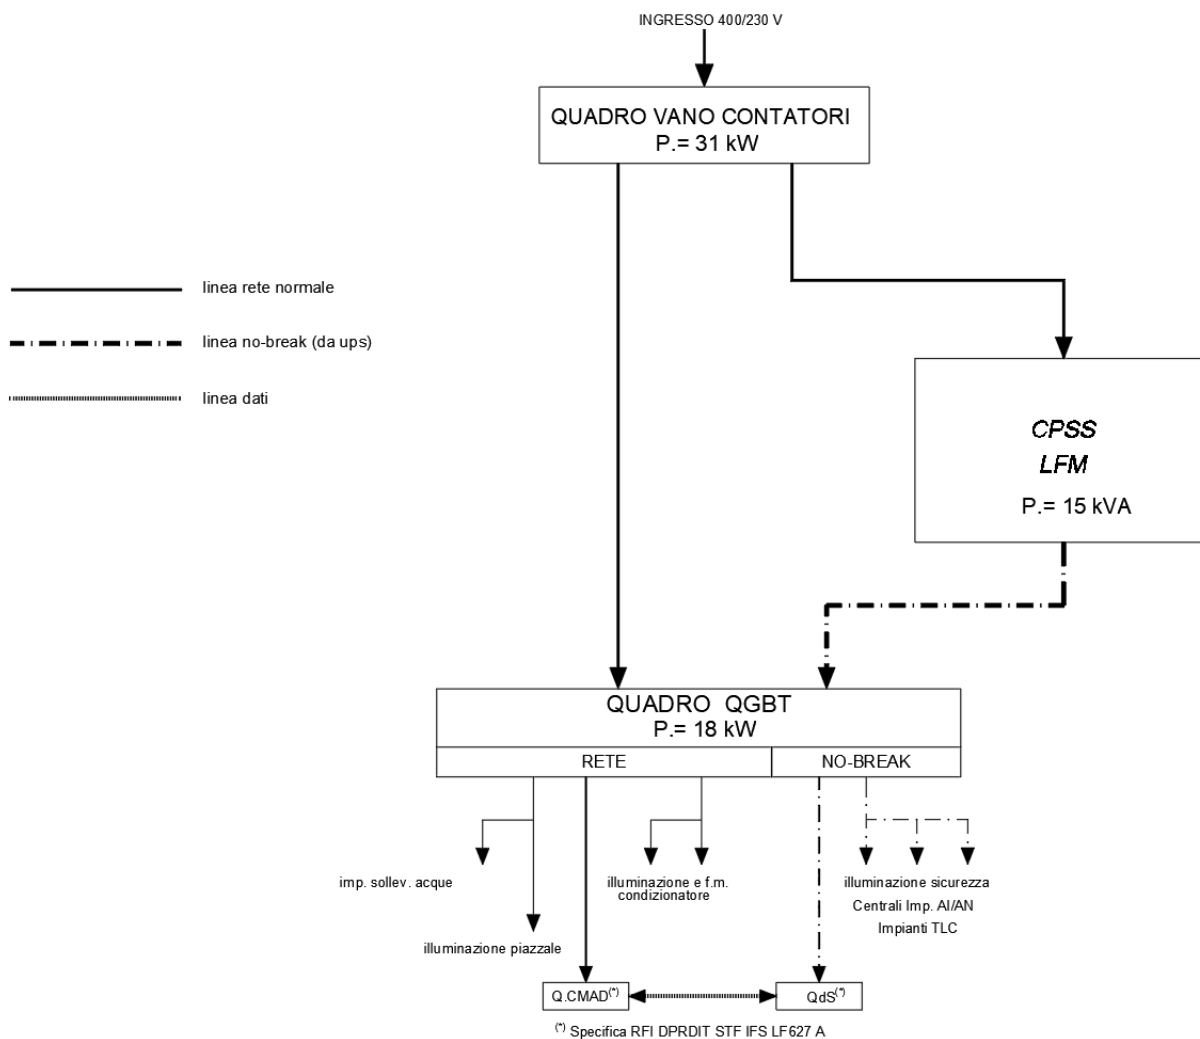 INGRESSO 400/230 V
QUADRO VANO CONTATORI
P.= 31 kW
linea rete normale
linea no-break (da ups)
linea dati
CPSS
LFM
P.= 15 kVA
QUADRO QGBT
P.= 18 kW
RETE
NO-BREAK
imp. sollev. acque
illuminazione e f.m.
condizionatore
illuminazione sicurezza
Centrali Imp. AI/AN
Impianti TLC
illuminazione piazzale
Q.CMAD(*)
QdS(*)
(*) Specifica RFI DPRDIT STF IFS LF627 A